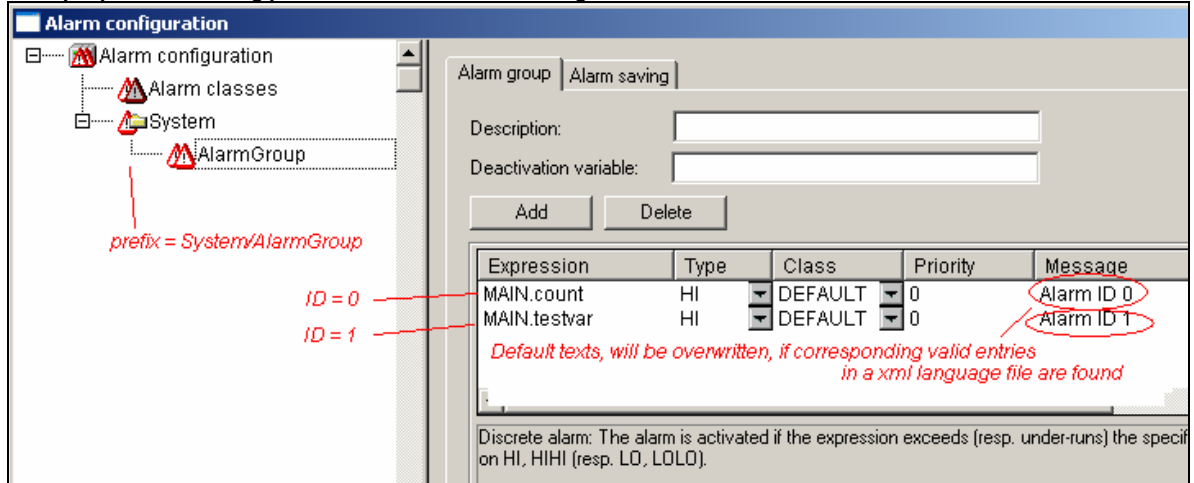 Alarm configuration
Alarm configuration
Alarm classes
System
AlarmGroup
prefix = System/AlarmGroup
Alarm group Alarm saving
Description:
Deactivation variable:
Add Delete
Expression Type Class Priority Message
ID = 0 MAIN.count HI DEFAULT 0 Alarm ID 0
ID = 1 MAIN.testvar HI DEFAULT 0 Alarm ID 1
Default texts, will be overwritten, if corresponding valid entries
in a xml language file are found
Discrete alarm: The alarm is activated if the expression exceeds (resp. under-runs) the specif
on HI, HIHI (resp. LO, LOLO).